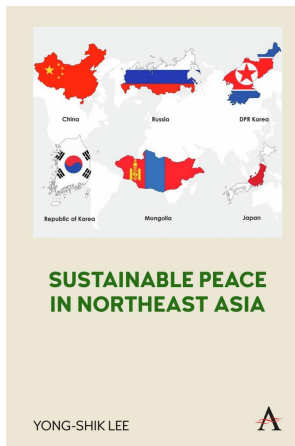 China
Russia
DPR Korea
Republic of Korea
Mongolia
Japan
SUSTAINABLE PEACE
IN NORTHEAST ASIA
YONG-SHIK LEE